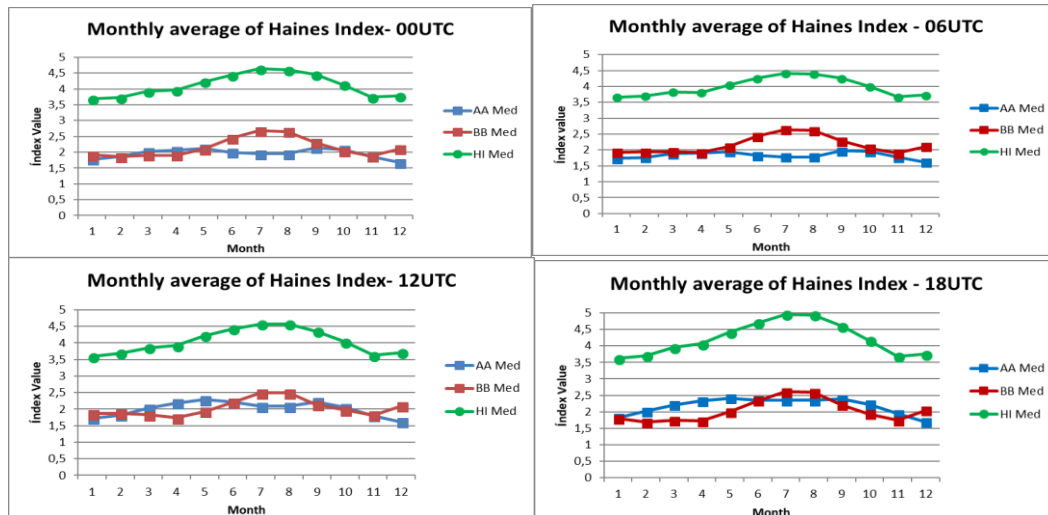 Monthly average of Haines Index- 00UTC
5
4,5
4
3,5
3
2,5
2
1,5
1
0,5
0
Índex Value
1 2 3 4 5 6 7 8 9 10 11 12
Month
AA Med
BB Med
HI Med
Monthly average of Haines Index - 06UTC
5
4,5
4
3,5
3
2,5
2
1,5
1
0,5
0
Índex Value
1 2 3 4 5 6 7 8 9 10 11 12
Month
AA Med
BB Med
HI Med
Monthly average of Haines Index- 12UTC
5
4,5
4
3,5
3
2,5
2
1,5
1
0,5
0
Índex Value
1 2 3 4 5 6 7 8 9 10 11 12
Month
AA Med
BB Med
HI Med
Monthly average of Haines Index - 18UTC
5
4,5
4
3,5
3
2,5
2
1,5
1
0,5
0
Índex Value
1 2 3 4 5 6 7 8 9 10 11 12
Month
AA Med
BB Med
HI Med